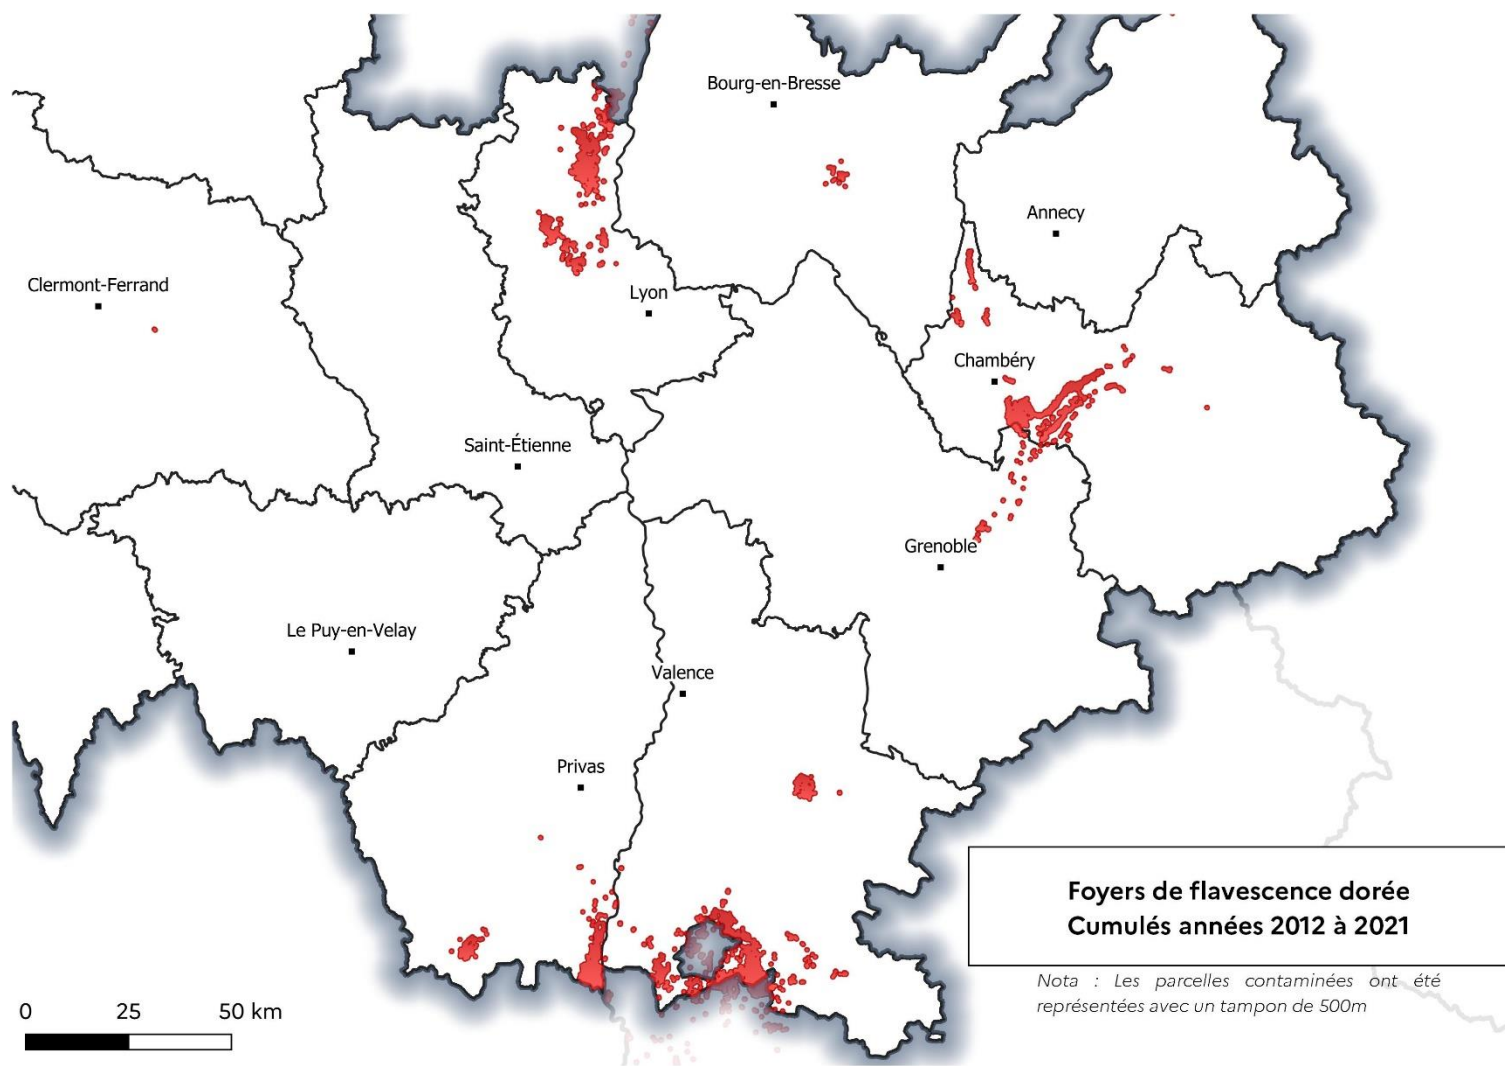 Bourg-en-Bresse
Annecy
Clermont-Ferrand
Lyon
Chambéry
Saint-Étienne
Grenoble
Le Puy-en-Velay
Valence
Privas
Foyers de flavescence dorée
Cumulés années 2012 à 2021
Nota : Les parcelles contaminées ont été
représentées avec un tampon de 500m
0 25 50 km